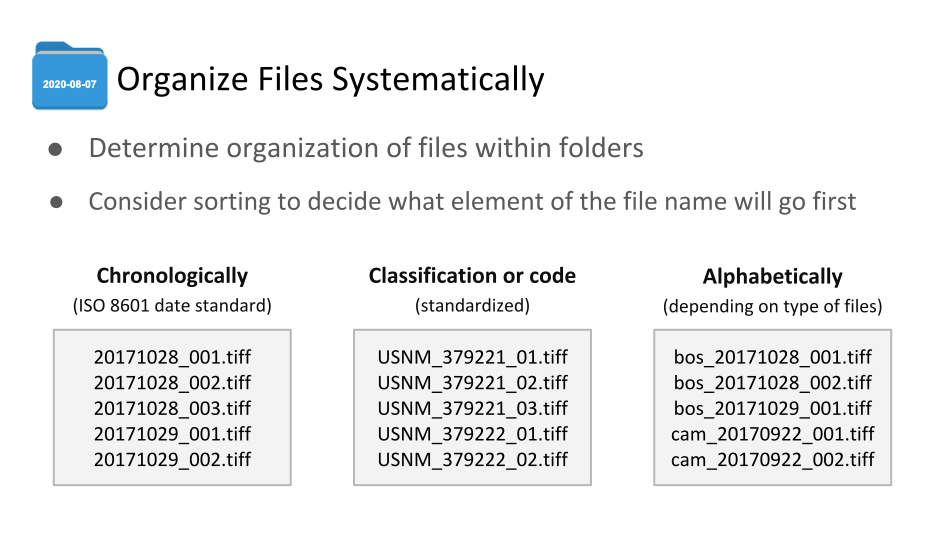 2020-08-07
Organize Files Systematically
● Determine organization of files within folders
● Consider sorting to decide what element of the file name will go first
Chronologically
(ISO 8601 date standard)
20171028_001.tiff
20171028_002.tiff
20171028_003.tiff
20171029_001.tiff
20171029_002.tiff
Classification or code
(standardized)
USNM_379221_01.tiff
USNM_379221_02.tiff
USNM_379221_03.tiff
USNM_379222_01.tiff
USNM_379222_02.tiff
Alphabetically
(depending on type of files)
bos_20171028_001.tiff
bos_20171028_002.tiff
bos_20171029_001.tiff
cam_20170922_001.tiff
cam_20170922_002.tiff